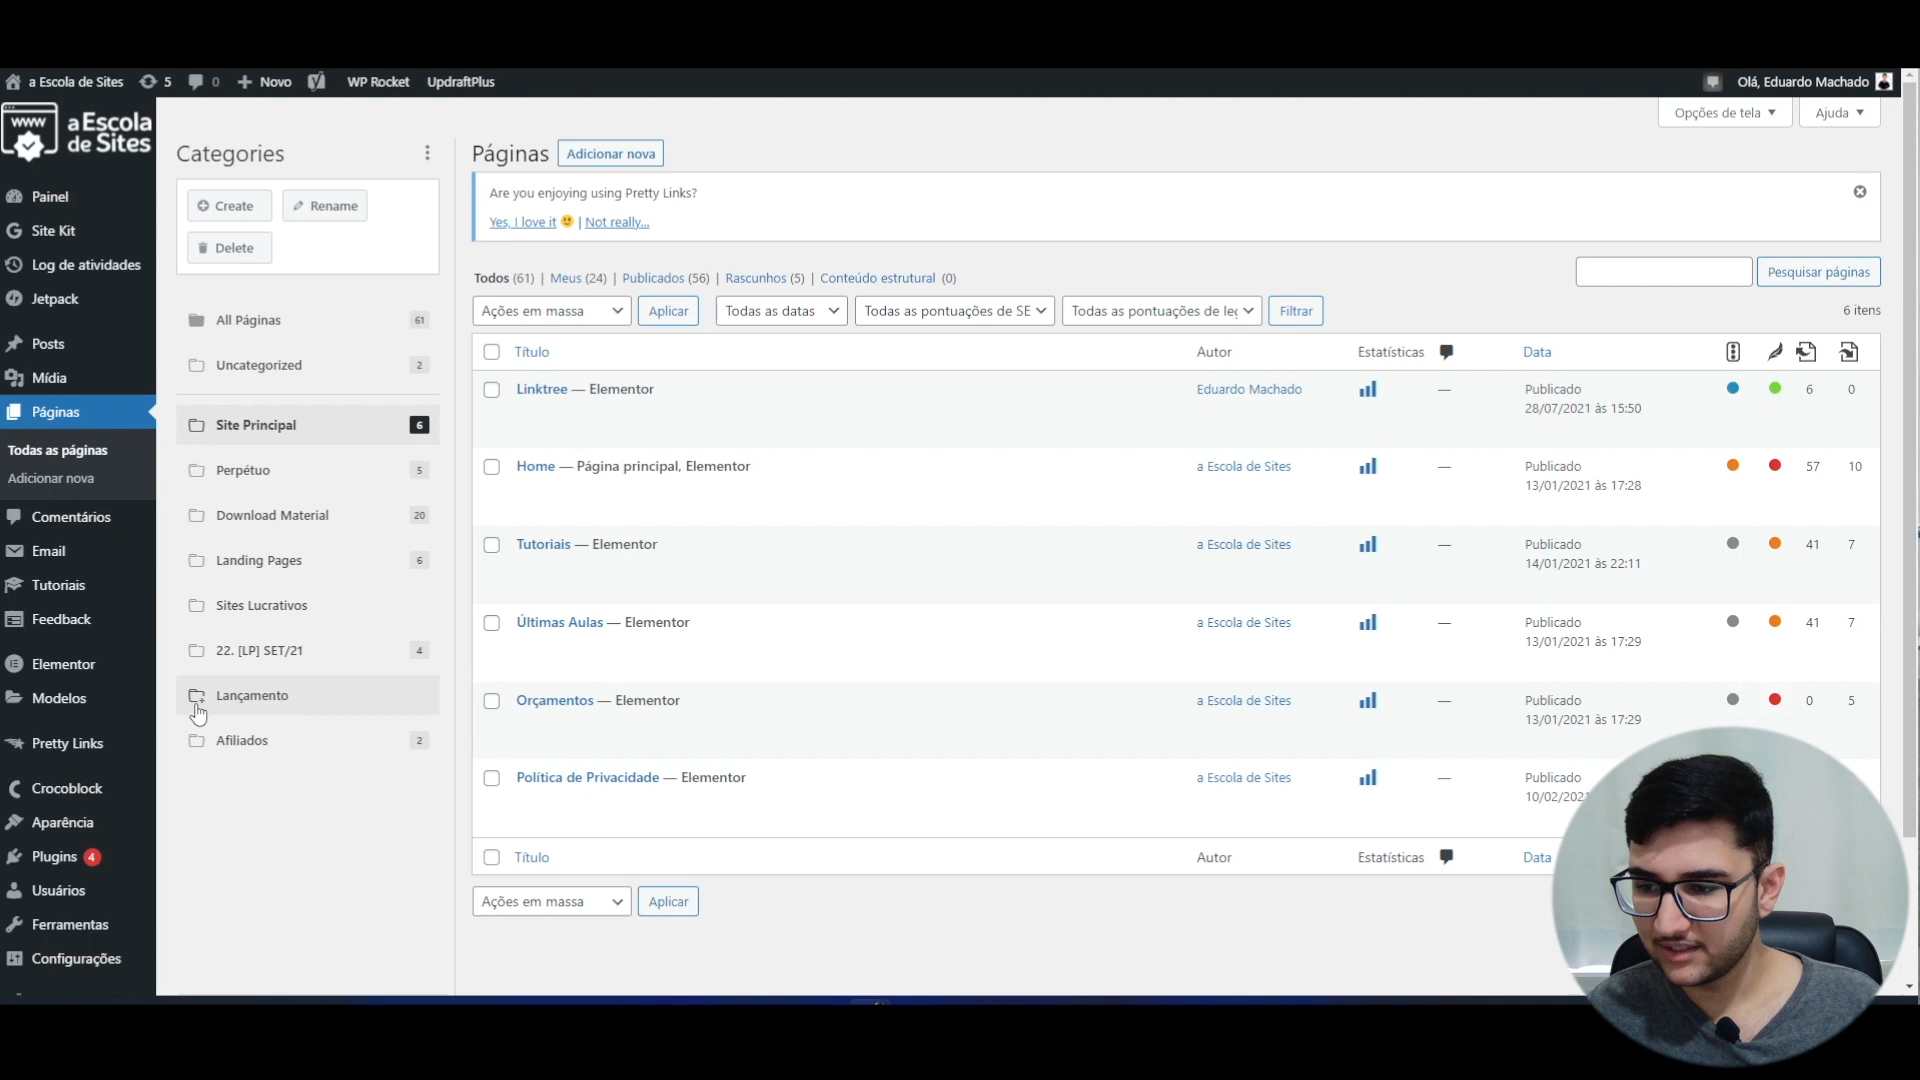 a Escola de Sites 5 0 Novo WP Rocket UpdraftPlus Olá, Eduardo Machado
www aEscola de Sites
Opções de tela Ajuda
Painel
Site Kit
Log de atividades
Jetpack
Posts
Mídia
Páginas
Todas as páginas
Adicionar nova
Comentários
Email
Tutoriais
Feedback
Elementor
Modelos
Pretty Links
Crocoblock
Aparência
Plugins 4
Usuários
Ferramentas
Configurações
Categories
Create Rename
Delete
All Páginas 61
Uncategorized 2
Site Principal 6
Perpétuo 5
Download Material 20
Landing Pages 6
Sites Lucrativos
22. [LP] SET/21 4
Lançamento
Afiliados 2
Páginas Adicionar nova
Are you enjoying using Pretty Links?
Yes, I love it | Not really...
Todos (61) | Meus (24) | Publicados (56) | Rascunhos (5) | Conteúdo estrutural (0)
Pesquisar páginas
Ações em massa Aplicar Todas as datas Todas as pontuações de SE Todas as pontuações de leg Filtrar 6 itens
Título Autor Estatísticas Data
Linktree — Elementor Eduardo Machado — Publicado 6 0
28/07/2021 às 15:50
Home — Página principal, Elementor a Escola de Sites — Publicado 57 10
13/01/2021 às 17:28
Tutoriais — Elementor a Escola de Sites — Publicado 41 7
14/01/2021 às 22:11
Últimas Aulas — Elementor a Escola de Sites — Publicado 41 7
13/01/2021 às 17:29
Orçamentos — Elementor a Escola de Sites — Publicado 0 5
13/01/2021 às 17:29
Política de Privacidade — Elementor a Escola de Sites — Publicado
10/02/2021
Título Autor Estatísticas Data
Ações em massa Aplicar